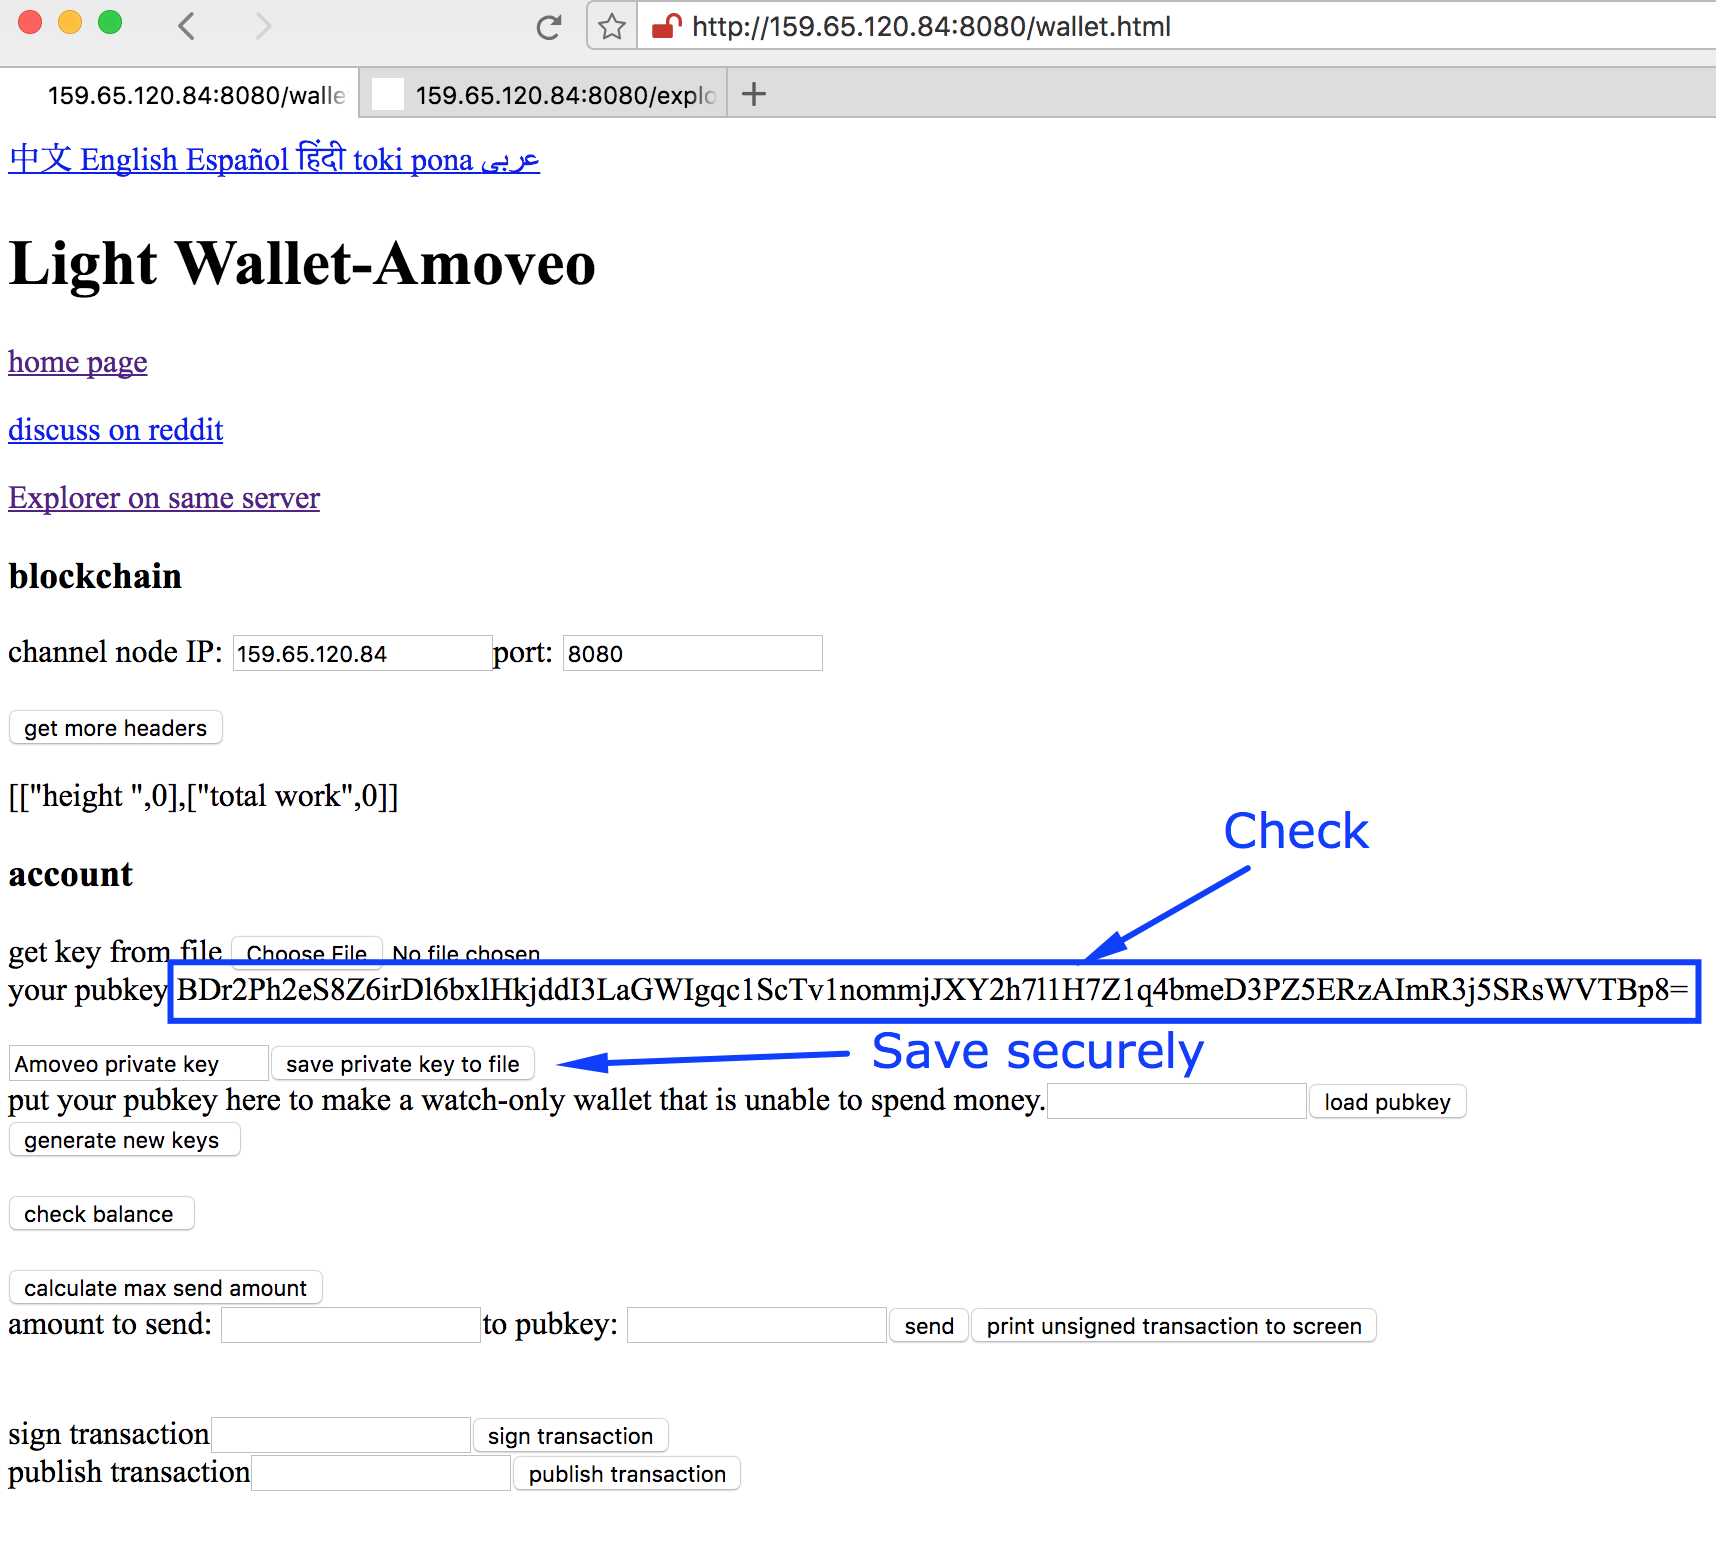 http://159.65.120.84:8080/wallet.html
159.65.120.84:8080/walle 159.65.120.84:8080/explo
中文 English Español हिंदी toki pona عربى
Light Wallet-Amoveo
home page
discuss on reddit
Explorer on same server
blockchain
channel node IP: 159.65.120.84 port: 8080
get more headers
[["height ",0],["total work",0]]
Check
account
get key from file Choose File No file chosen
your pubkey BDr2Ph2eS8Z6irDl6bxlHkjddI3LaGWIgqc1ScTv1nommjJXY2h7l1H7Z1q4bmeD3PZ5ERzAImR3j5SRsWVTBp8=
Save securely
Amoveo private key save private key to file
put your pubkey here to make a watch-only wallet that is unable to spend money. load pubkey
generate new keys
check balance
calculate max send amount
amount to send: to pubkey: send print unsigned transaction to screen
sign transaction sign transaction
publish transaction publish transaction